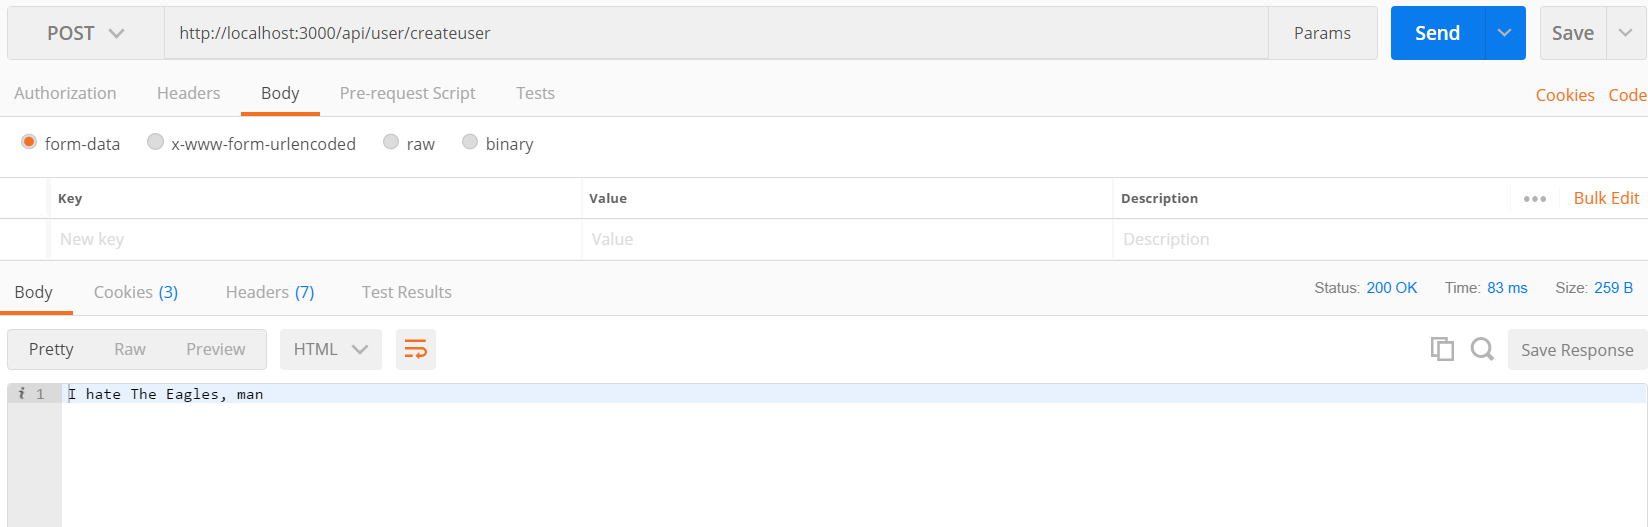 POST http://localhost:3000/api/user/createuser Params Send Save
Authorization Headers Body Pre-request Script Tests Cookies Code
form-data x-www-form-urlencoded raw binary
Key Value Description ••• Bulk Edit
New key Value Description
Body Cookies (3) Headers (7) Test Results Status: 200 OK Time: 83 ms Size: 259 B
Pretty Raw Preview HTML Save Response
i 1 I hate The Eagles, man